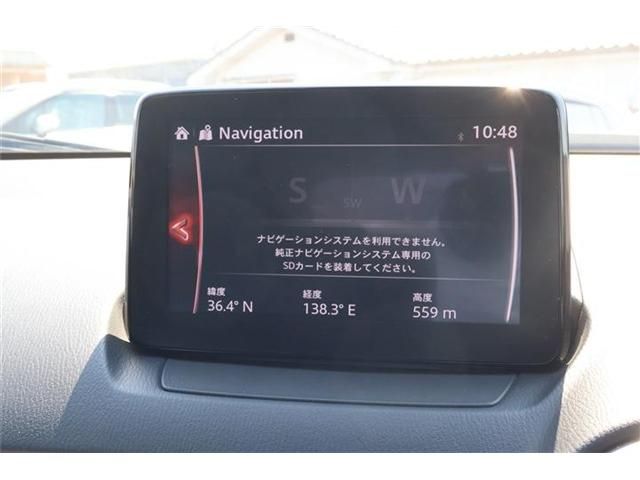 Navigation
10:48
S SW W
ナビゲーションシステムを利用できません。
純正ナビゲーションシステム専用の
SDカードを装着してください。
緯度 経度 高度
36.4° N 138.3° E 559 m